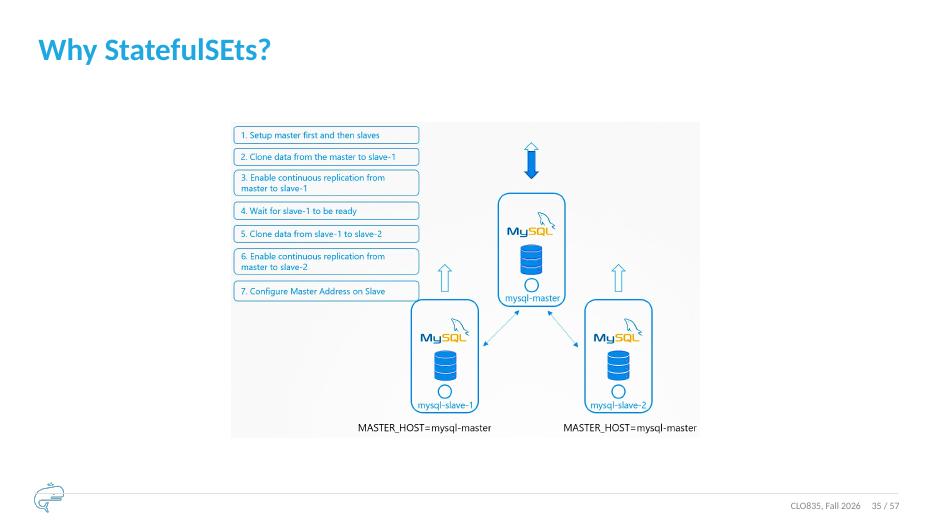 Why StatefulSEts?
1. Setup master first and then slaves
2. Clone data from the master to slave-1
3. Enable continuous replication from
master to slave-1
4. Wait for slave-1 to be ready
5. Clone data from slave-1 to slave-2
6. Enable continuous replication from
master to slave-2
7. Configure Master Address on Slave
MySQL
mysql-master
MySQL
mysql-slave-1
MySQL
mysql-slave-2
MASTER_HOST=mysql-master
MASTER_HOST=mysql-master
CLO835, Fall 2026 35 / 57